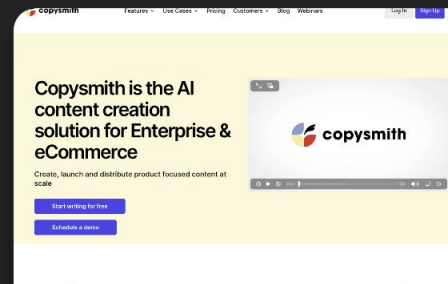 copysmith
Features Use Cases Pricing Customers Blog Webinars
Log In Sign Up
Copysmith is the AI
content creation
solution for Enterprise &
eCommerce
Create, launch and distribute product focused content at
scale
Start writing for free
Schedule a demo
copysmith